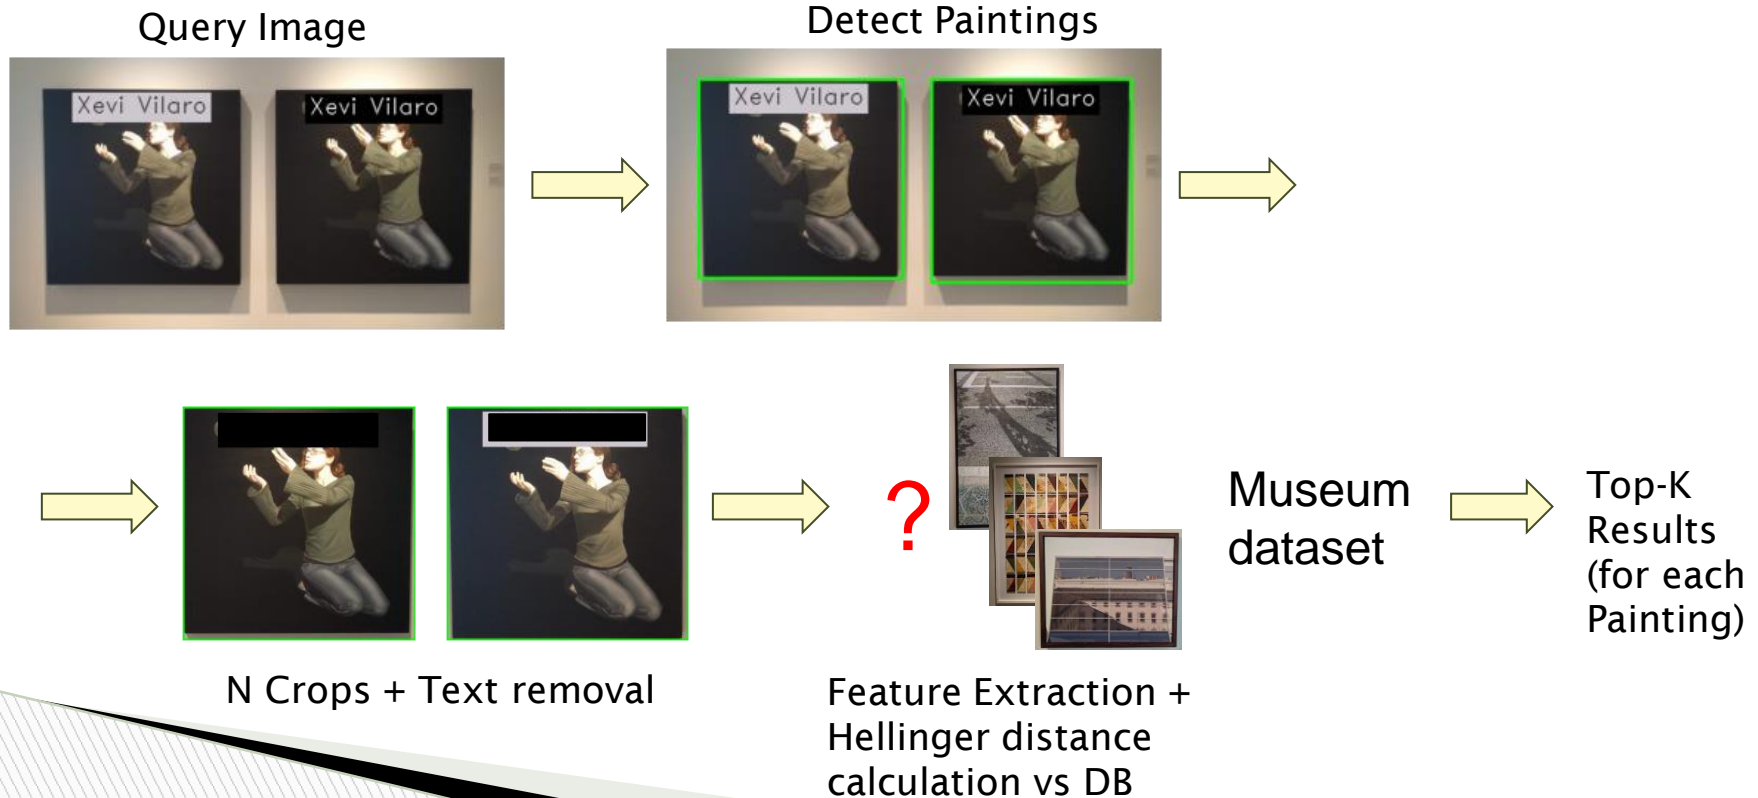 Query Image
Detect Paintings
Xevi Vilaro
Xevi Vilaro
Xevi Vilaro
Xevi Vilaro
?
Museum
dataset
Top-K
Results
(for each
Painting)
N Crops + Text removal
Feature Extraction +
Hellinger distance
calculation vs DB